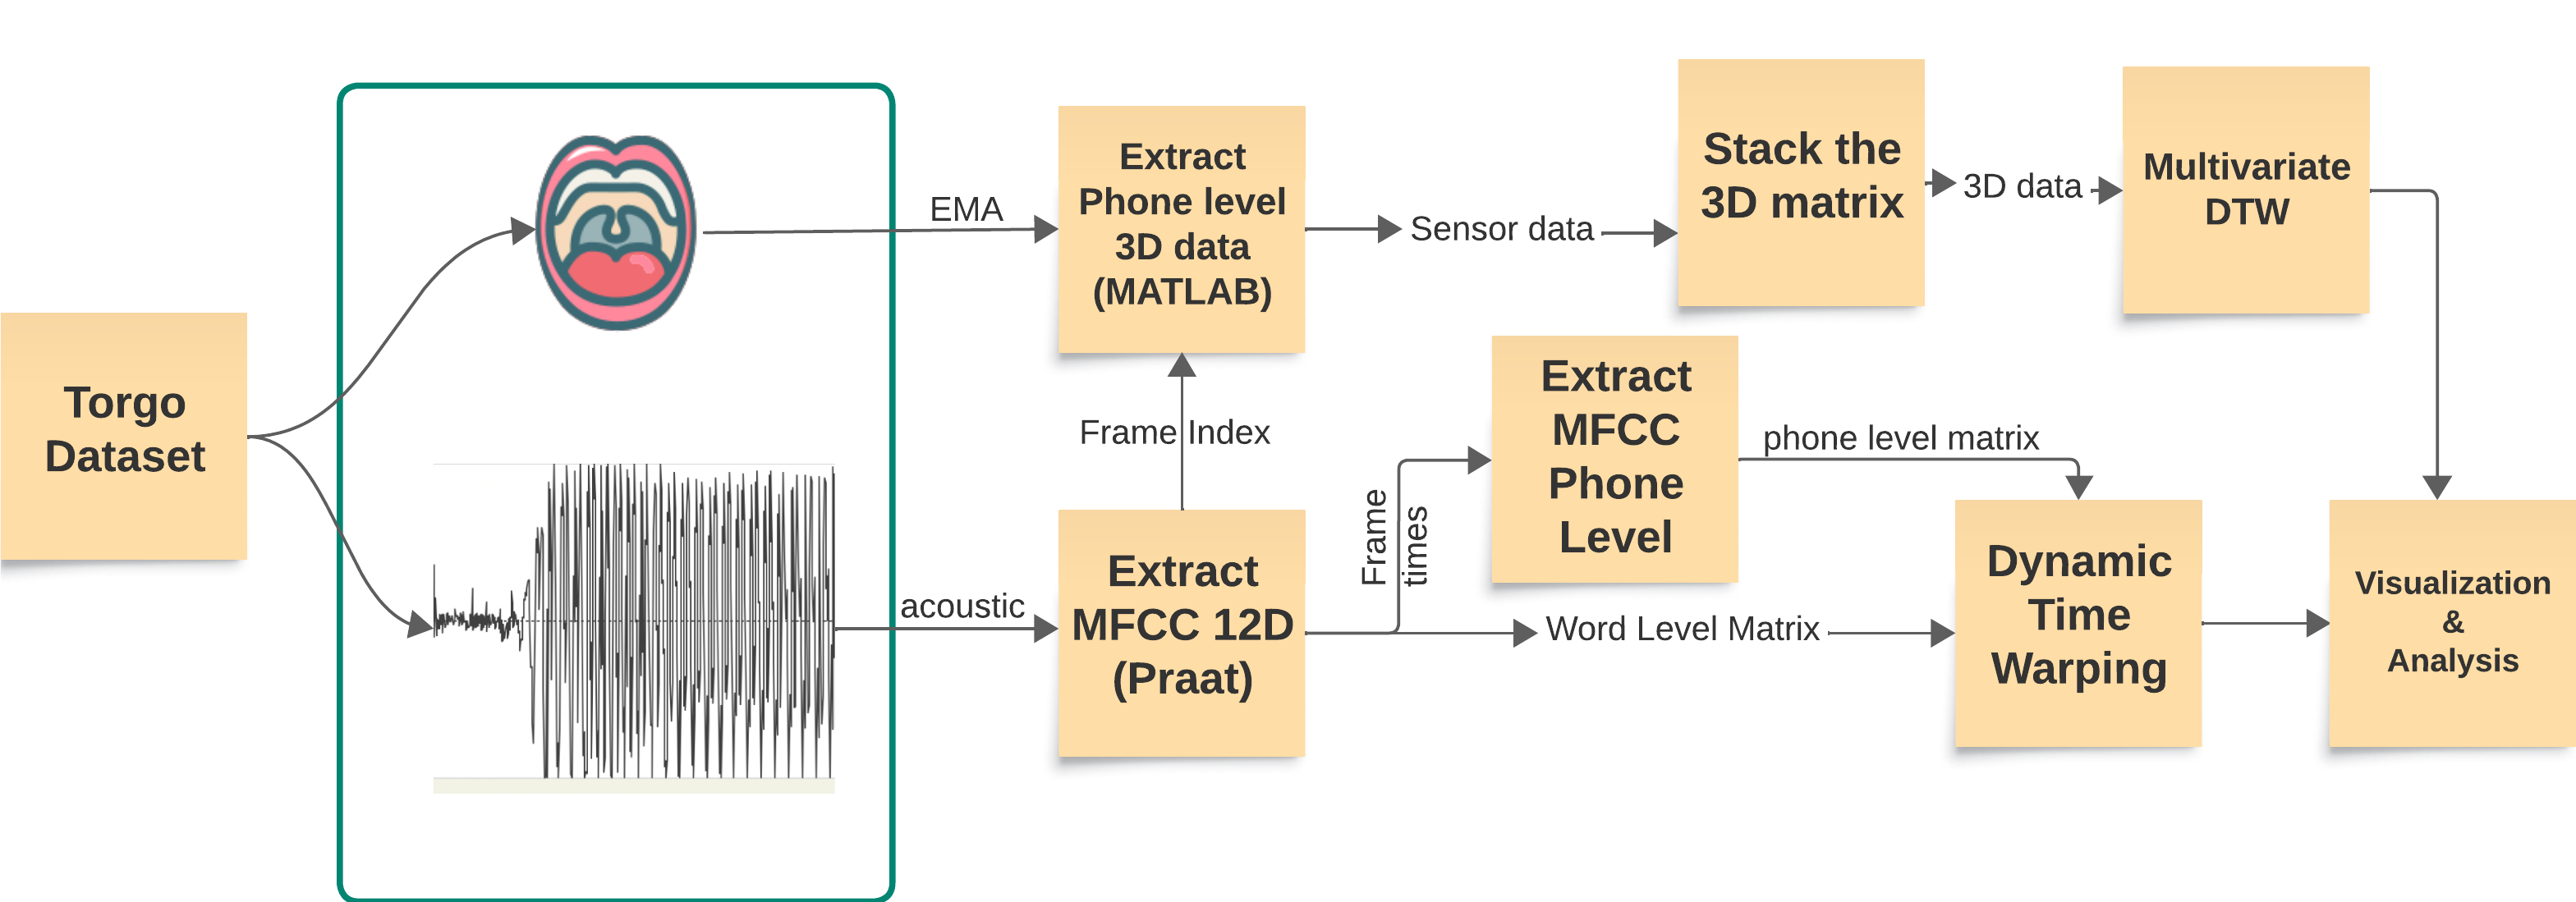 Torgo
Dataset
EMA
acoustic
Extract
Phone level
3D data
(MATLAB)
Frame Index
Extract
MFCC 12D
(Praat)
Sensor data
Frame
times
Extract
MFCC
Phone
Level
Word Level Matrix
Stack the
3D matrix
3D data
phone level matrix
Multivariate
DTW
Dynamic
Time
Warping
Visualization
&
Analysis